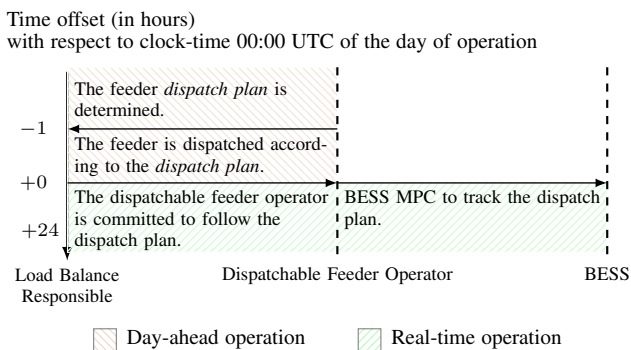 Time offset (in hours)
with respect to clock-time 00:00 UTC of the day of operation
The feeder dispatch plan is
determined.
−1
The feeder is dispatched accord-
ing to the dispatch plan.
+0
The dispatchable feeder operator
is committed to follow the
dispatch plan.
BESS MPC to track the dispatch
plan.
+24
Load Balance
Responsible
Dispatchable Feeder Operator
BESS
Day-ahead operation
Real-time operation